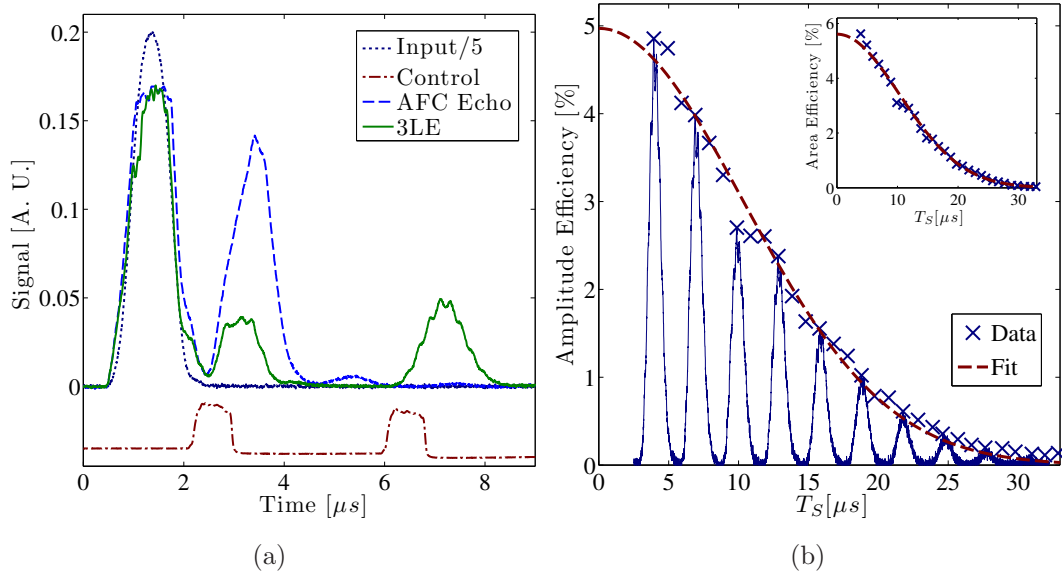 0.2
0.15
0.1
0.05
0
Signal [A. U.]
Input/5
Control
AFC Echo
3LE
0 2 4 6 8
Time [μs]
(a)
5
4
3
2
1
0
Amplitude Efficiency [%]
Data
Fit
0 5 10 15 20 25 30
T_S[μs]
6
4
2
0
Area Efficiency [%]
0 10 20 30
T_S[μs]
(b)